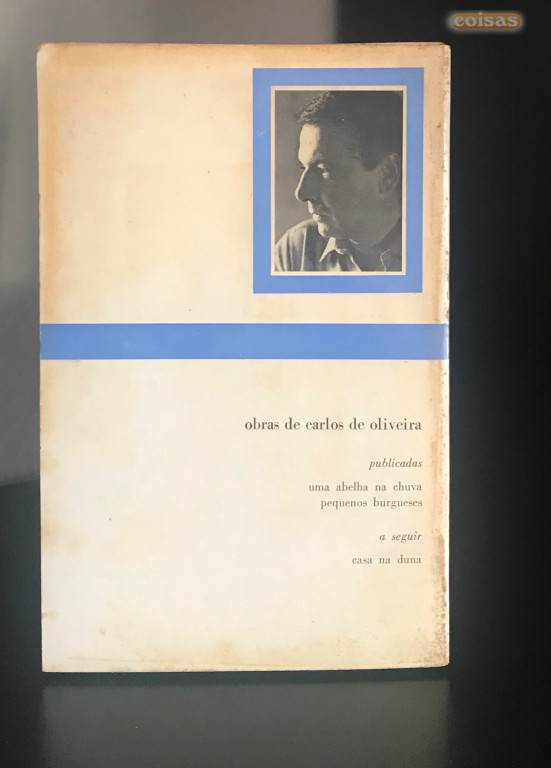 coisas
obras de carlos de oliveira
publicadas
uma abelha na chuva
pequenos burgueses
a seguir
casa na duna